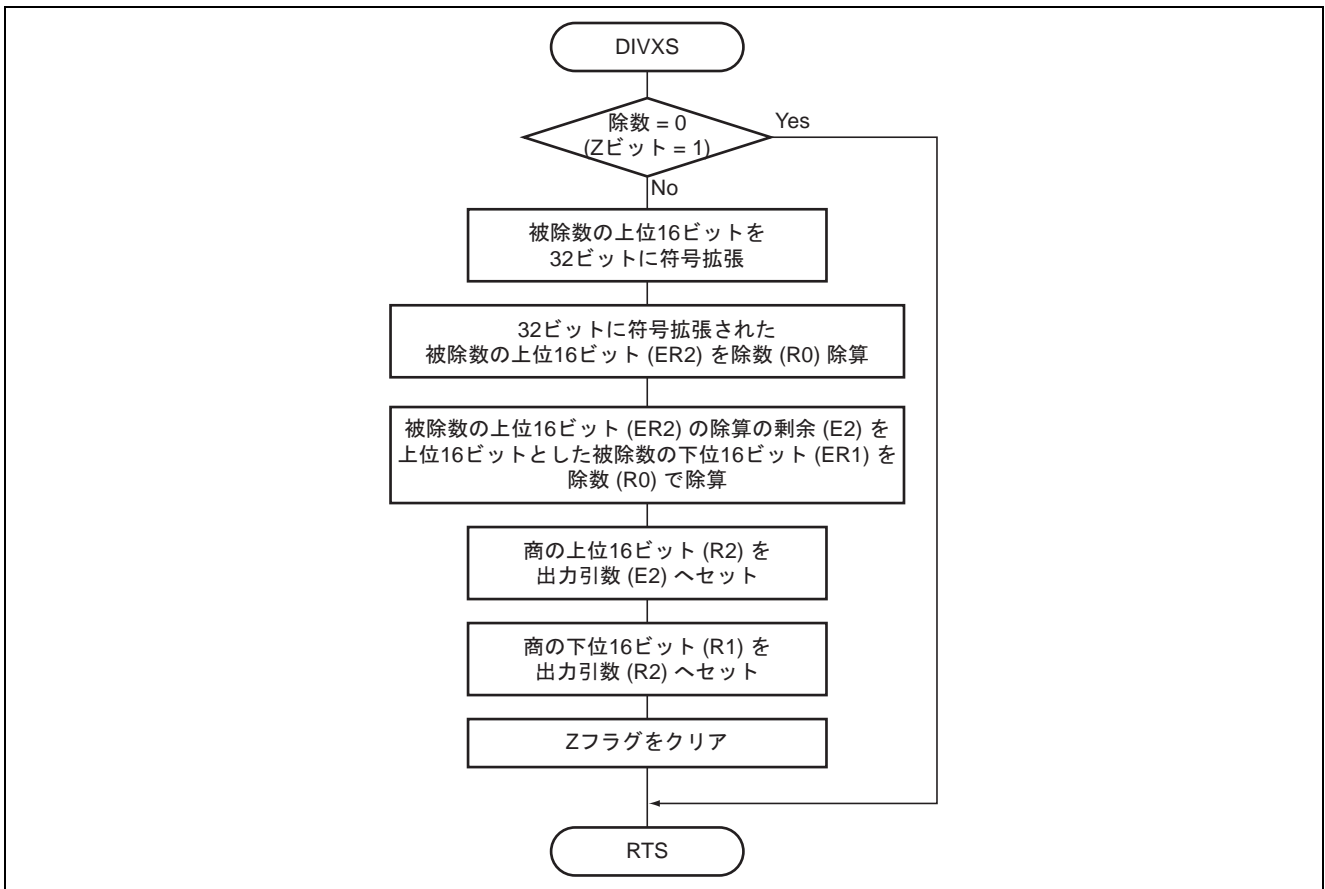 DIVXS
除数 = 0
(Zビット = 1)
Yes
No
被除数の上位16ビットを
32ビットに符号拡張
32ビットに符号拡張された
被除数の上位16ビット (ER2) を除数 (R0) 除算
被除数の上位16ビット (ER2) の除算の剰余 (E2) を
上位16ビットとした被除数の下位16ビット (ER1) を
除数 (R0) で除算
商の上位16ビット (R2) を
出力引数 (E2) へセット
商の下位16ビット (R1) を
出力引数 (R2) へセット
Zフラグをクリア
RTS